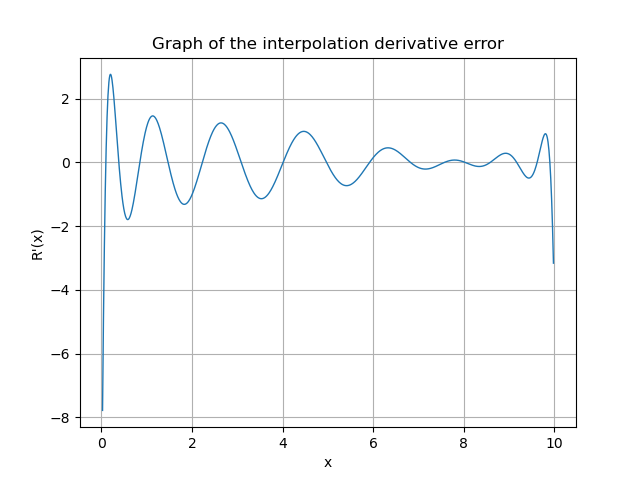 Graph of the interpolation derivative error
R'(x)
2
0
−2
−4
−6
−8
0 2 4 6 8 10
x